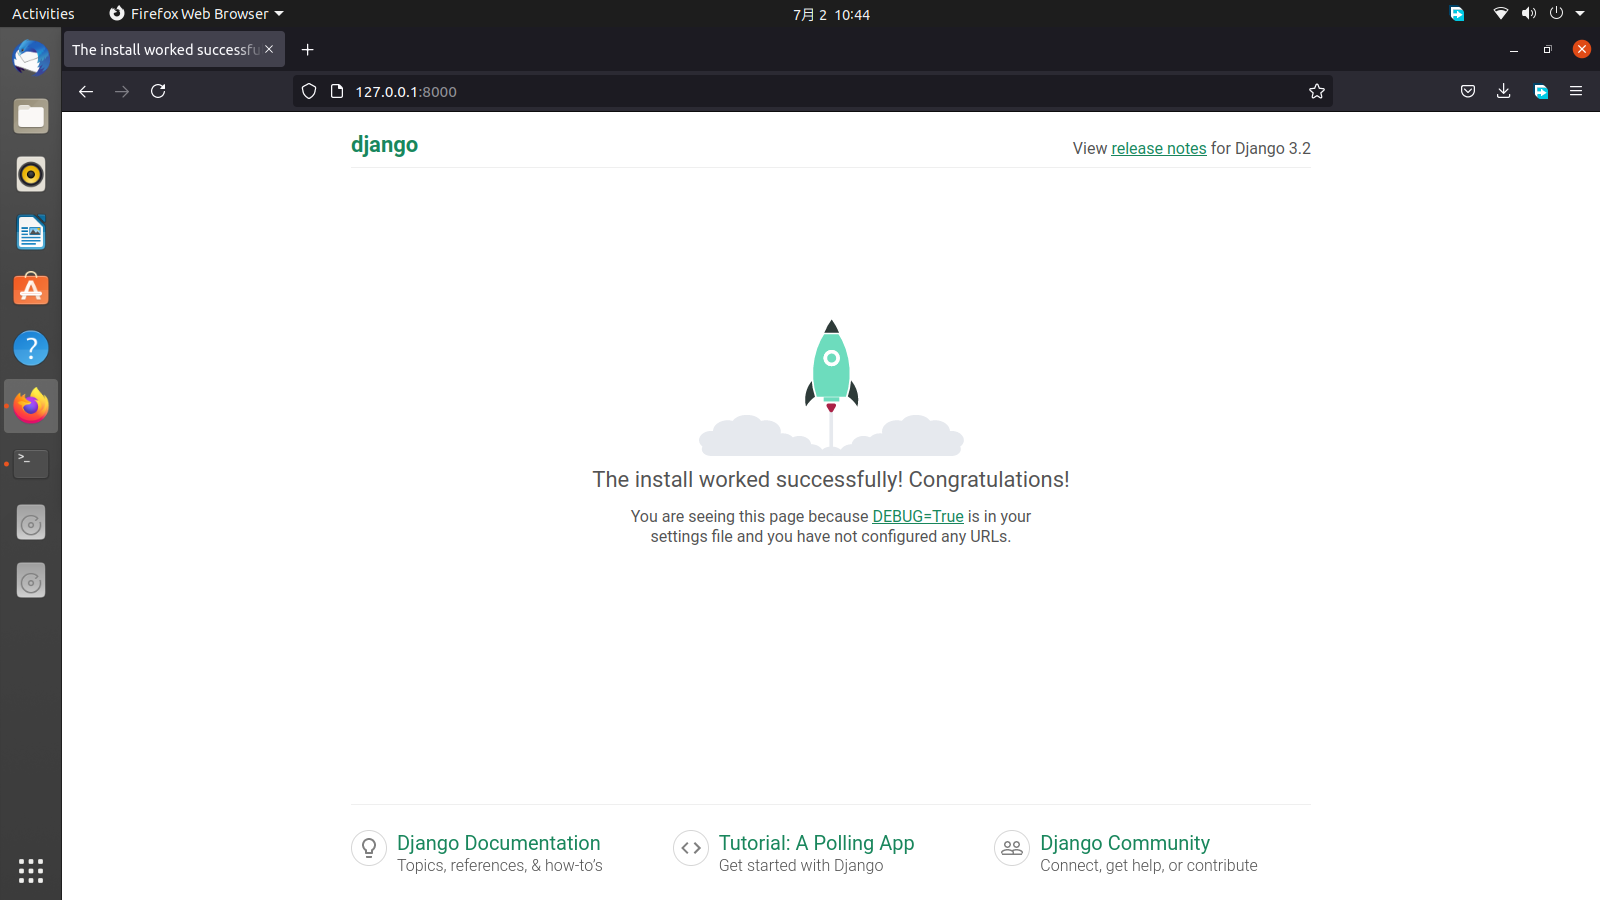 Activities
Firefox Web Browser
7月 2 10:44
The install worked successfu
127.0.0.1:8000
django
View release notes for Django 3.2
The install worked successfully! Congratulations!
You are seeing this page because DEBUG=True is in your
settings file and you have not configured any URLs.
Django Documentation
Topics, references, & how-to’s
Tutorial: A Polling App
Get started with Django
Django Community
Connect, get help, or contribute